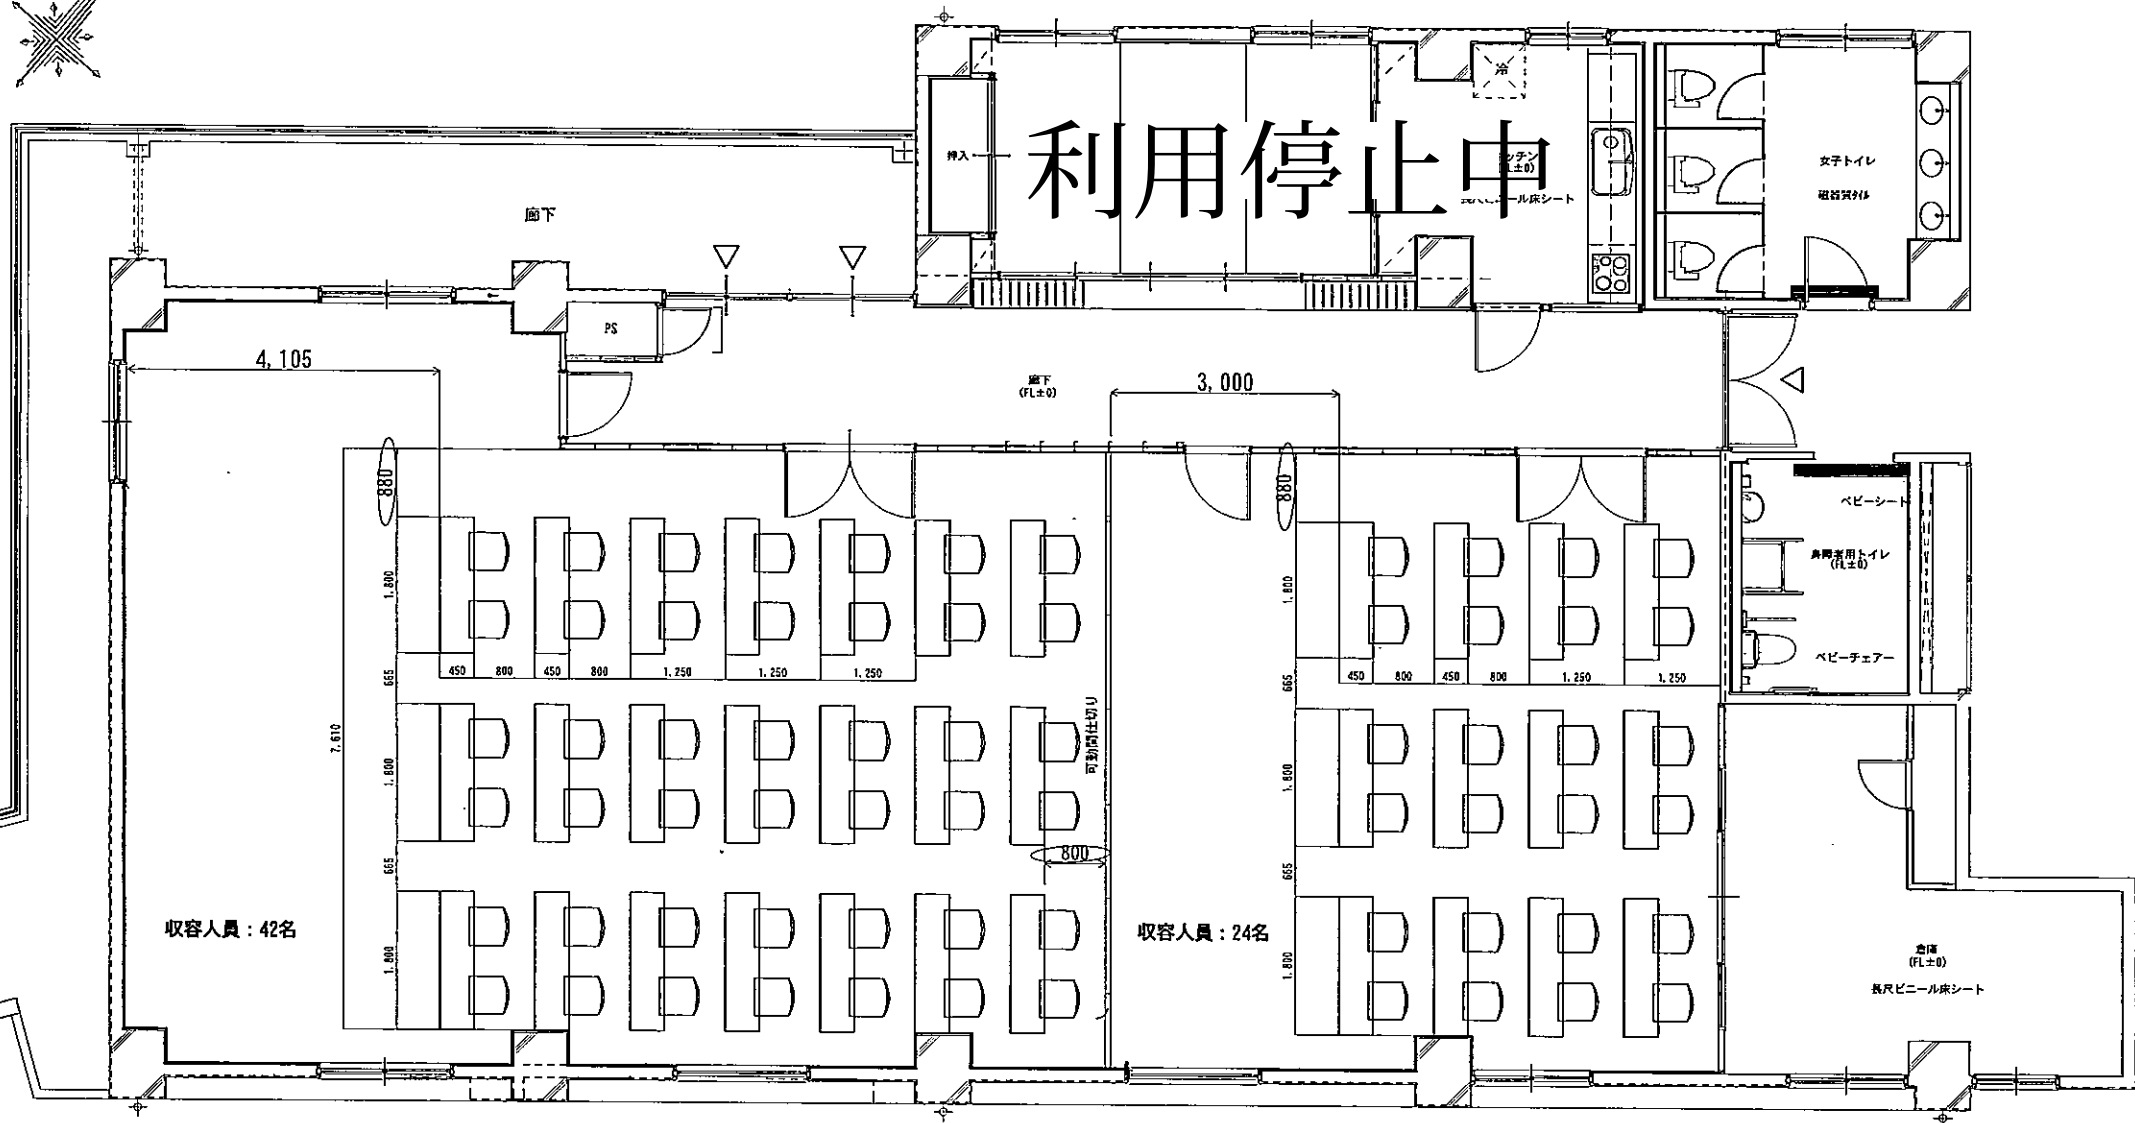 冷
押入
利用停止中
ッチン
長尺ビニール床シート
女子トイレ
磁器質タイル
廊下
PS
4,105
廊下
(FL±0)
3,000
880
880
ベビーシート
身障者用トイレ
(FL±0)
ベビーチェアー
1,800
1,800
450
800
450
800
1,250
1,250
1,250
450
800
450
800
1,250
1,250
665
665
7,610
可動間仕切り
1,800
1,800
800
665
665
収容人員：42名
収容人員：24名
1,800
1,800
倉庫
(FL±0)
長尺ビニール床シート